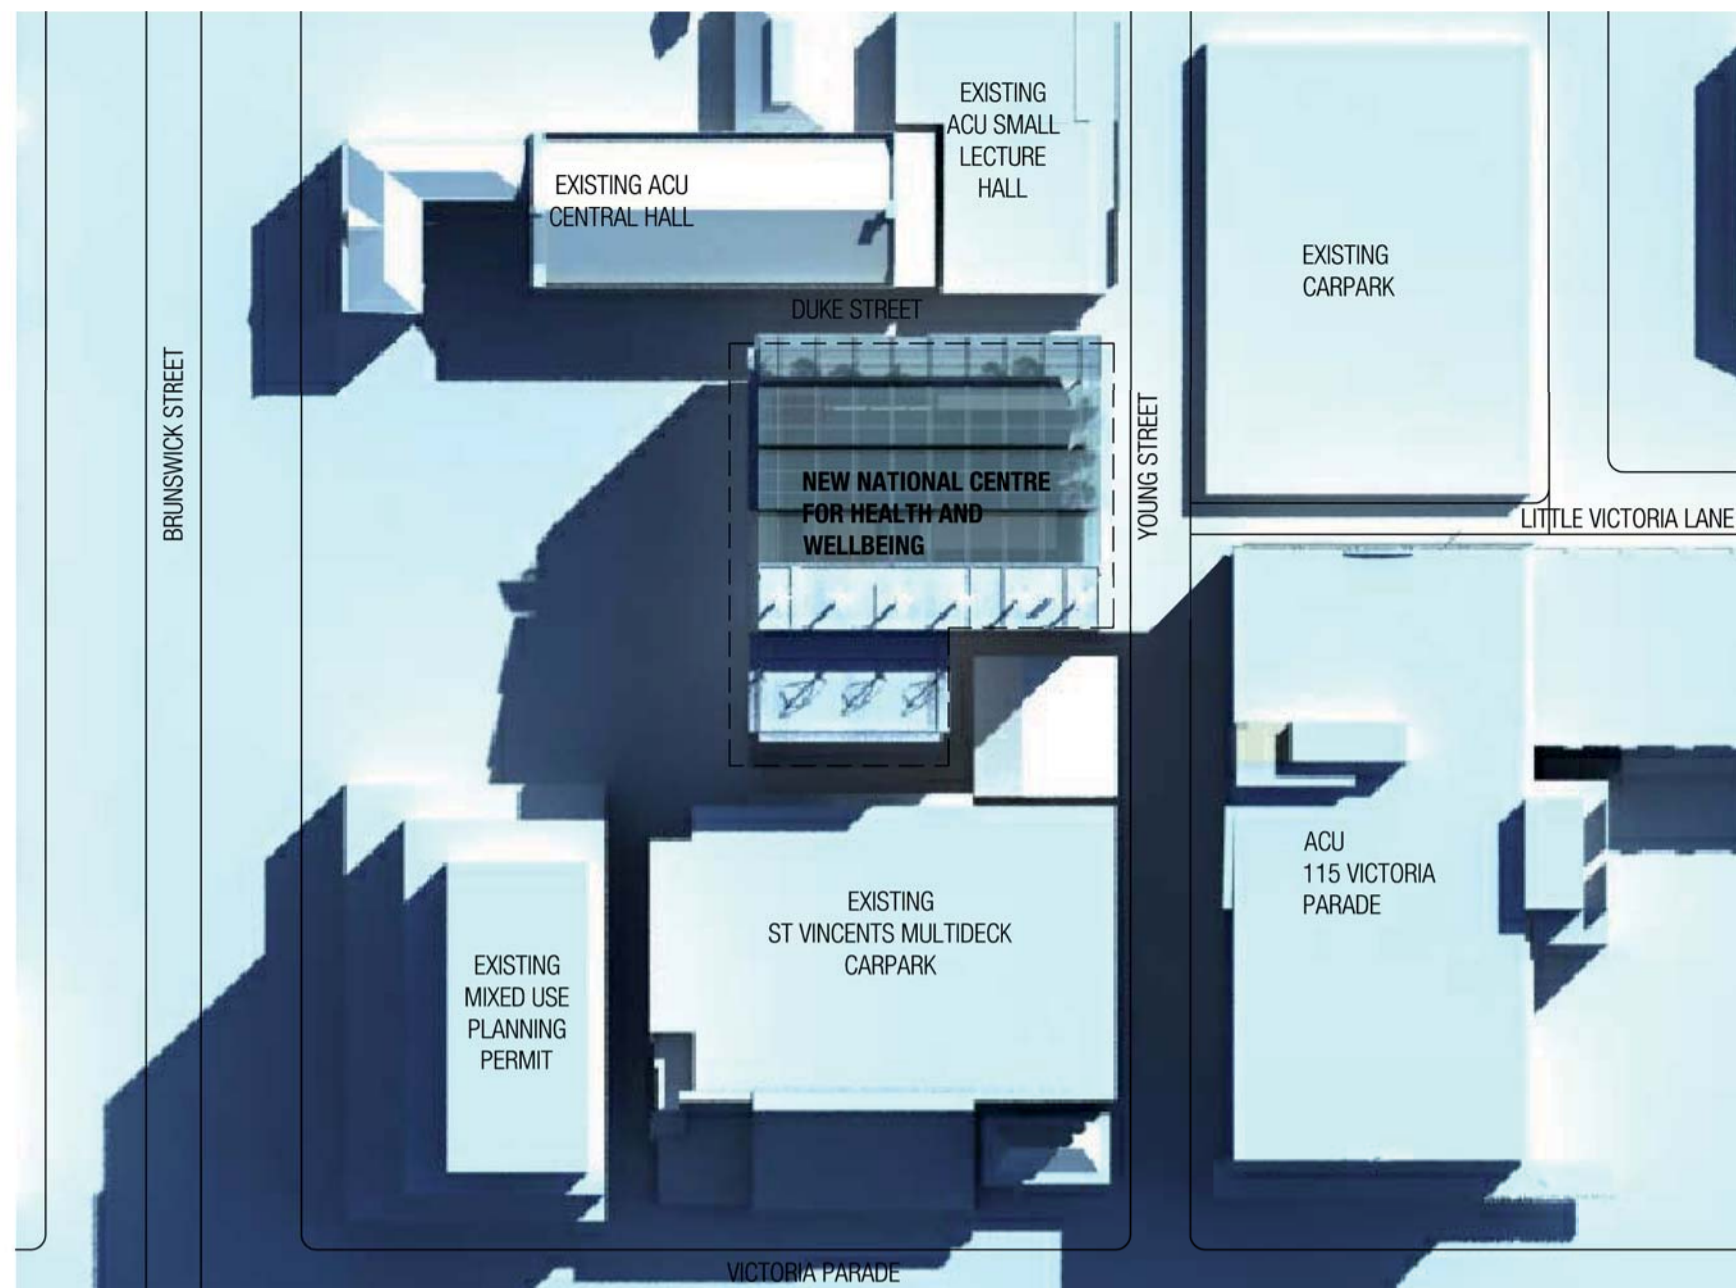 EXISTING
ACU SMALL
LECTURE
HALL
EXISTING ACU
CENTRAL HALL
EXISTING
CARPARK
DUKE STREET
BRUNSWICK STREET
YOUNG STREET
NEW NATIONAL CENTRE
FOR HEALTH AND
WELLBEING
LITTLE VICTORIA LANE
ACU
115 VICTORIA
PARADE
EXISTING
ST VINCENTS MULTIDECK
CARPARK
EXISTING
MIXED USE
PLANNING
PERMIT
VICTORIA PARADE